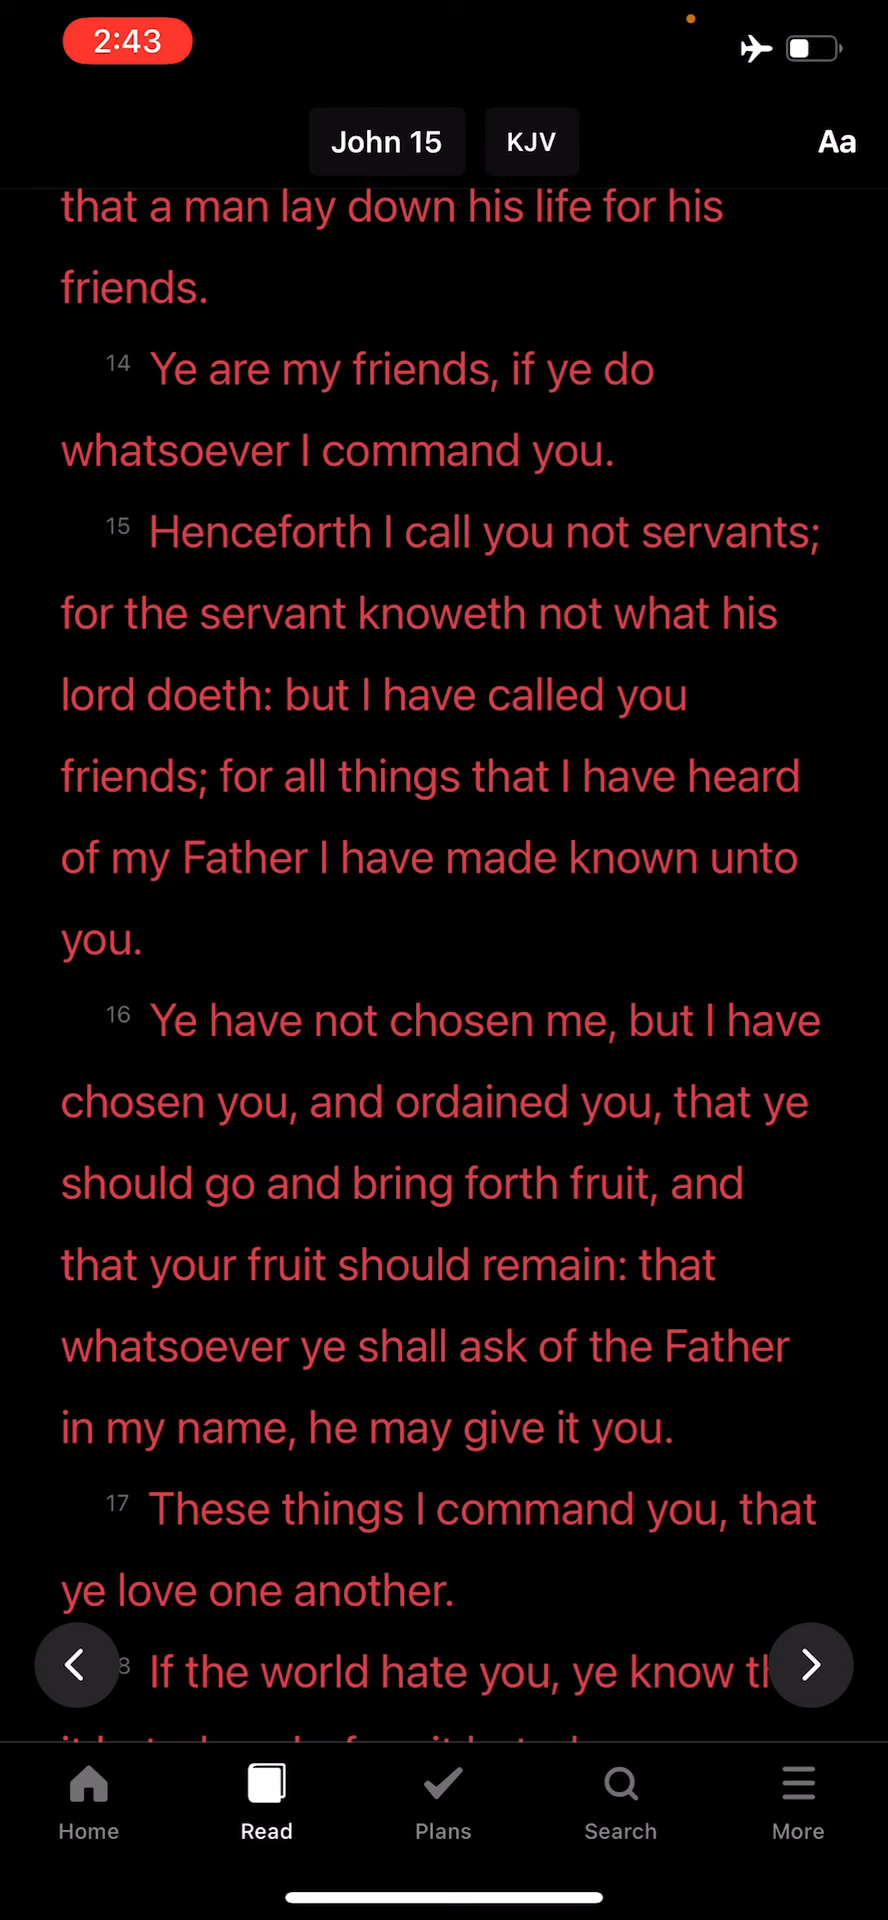 2:43
John 15 KJV Aa
that a man lay down his life for his
friends.
14 Ye are my friends, if ye do
whatsoever I command you.
15 Henceforth I call you not servants;
for the servant knoweth not what his
lord doeth: but I have called you
friends; for all things that I have heard
of my Father I have made known unto
you.
16 Ye have not chosen me, but I have
chosen you, and ordained you, that ye
should go and bring forth fruit, and
that your fruit should remain: that
whatsoever ye shall ask of the Father
in my name, he may give it you.
17 These things I command you, that
ye love one another.
8 If the world hate you, ye know
Home Read Plans Search More